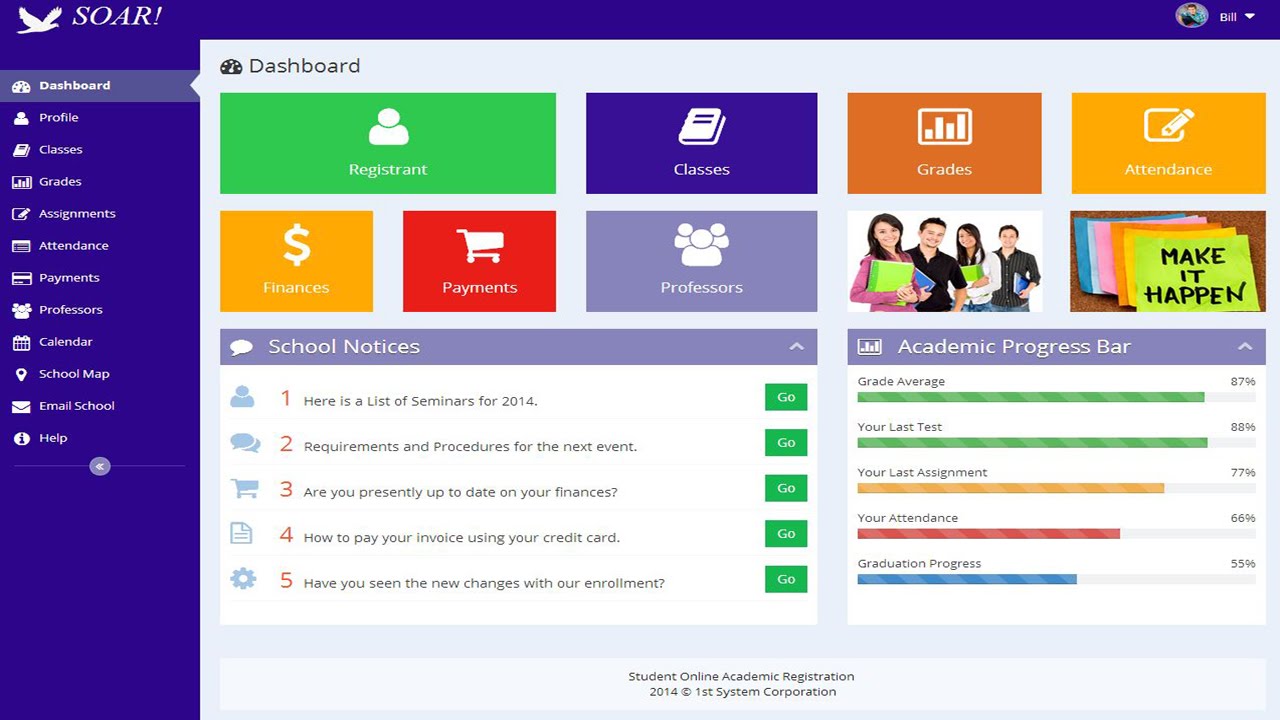 SOAR!
Bill
Dashboard
Profile
Classes
Grades
Assignments
Attendance
Payments
Professors
Calendar
School Map
Email School
Help
Dashboard
Registrant
Classes
Grades
Attendance
Finances
Payments
Professors
MAKE
IT
HAPPEN
School Notices
1 Here is a List of Seminars for 2014. Go
2 Requirements and Procedures for the next event. Go
3 Are you presently up to date on your finances? Go
4 How to pay your invoice using your credit card. Go
5 Have you seen the new changes with our enrollment? Go
Academic Progress Bar
Grade Average 87%
Your Last Test 88%
Your Last Assignment 77%
Your Attendance 66%
Graduation Progress 55%
Student Online Academic Registration
2014 © 1st System Corporation